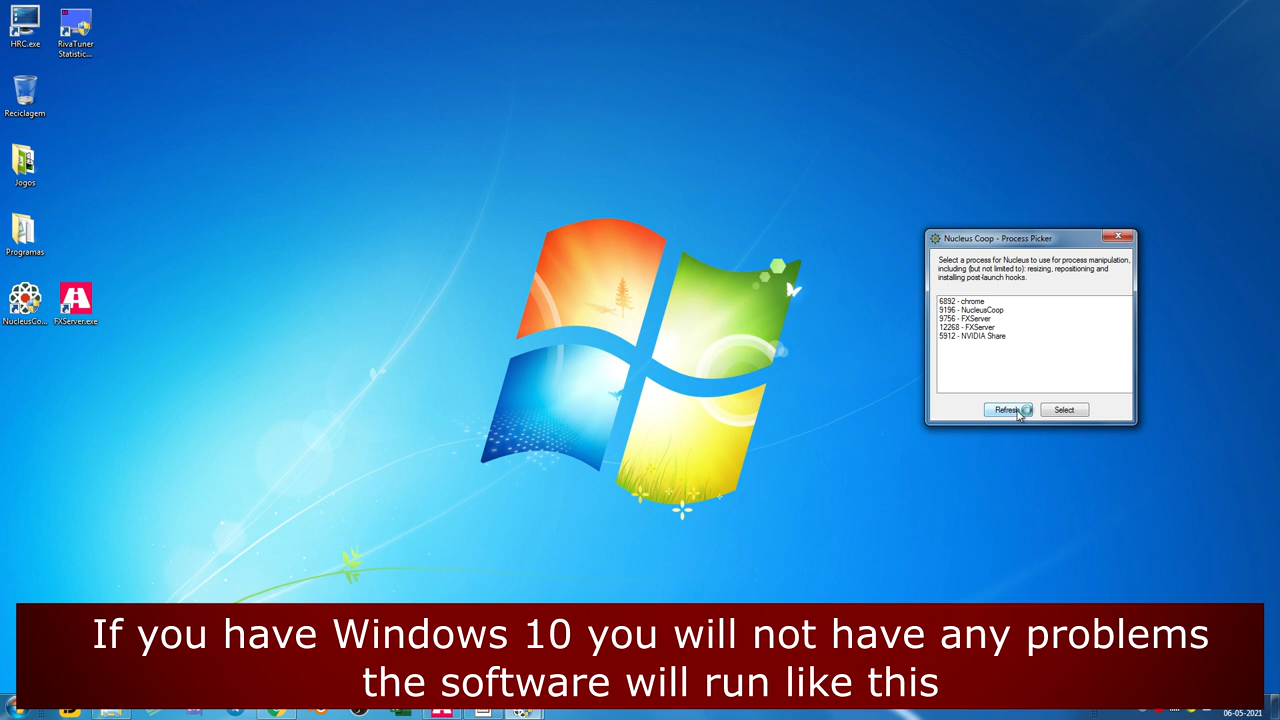 HRC.exe
RivaTuner
Statistic...
Reciclagem
Jogos
Programas
NucleusCo...
FXServer.exe
Nucleus Coop - Process Picker
Select a process for Nucleus to use for process manipulation,
including (but not limited to): resizing, repositioning and
installing post-launch hooks.
6892 - chrome
9196 - NucleusCoop
9756 - FXServer
12268 - FXServer
5912 - NVIDIA Share
Refresh
Select
If you have Windows 10 you will not have any problems
the software will run like this
06-05-2021